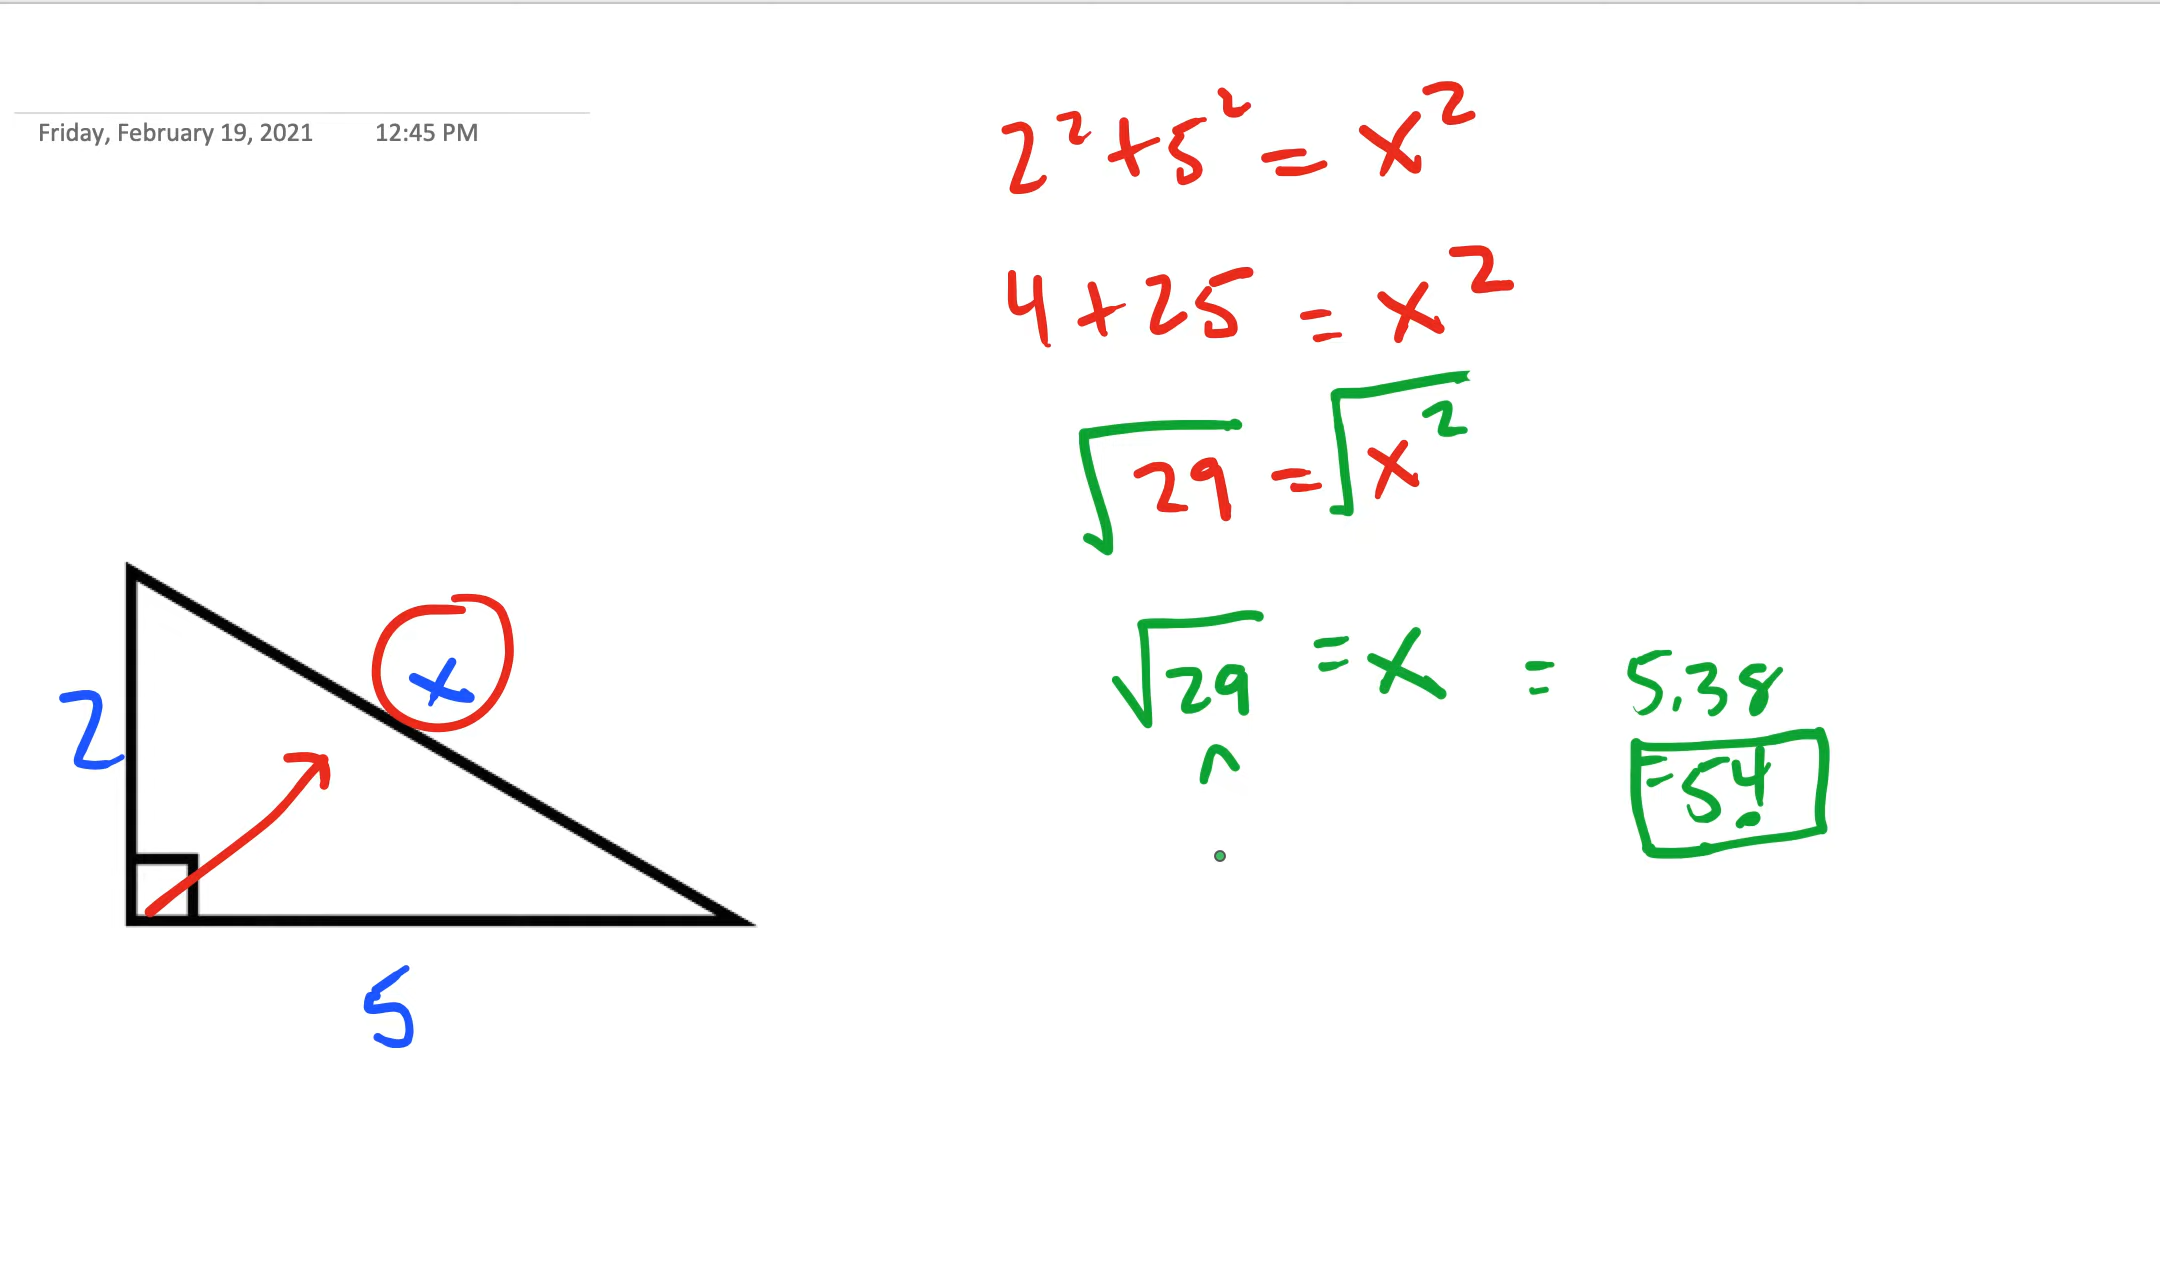 Friday, February 19, 2021 12:45 PM
2² + 5² = x²
4 + 25 = x²
√29 = √x²
√29 = x = 5.38
= 5.4
x
2
5